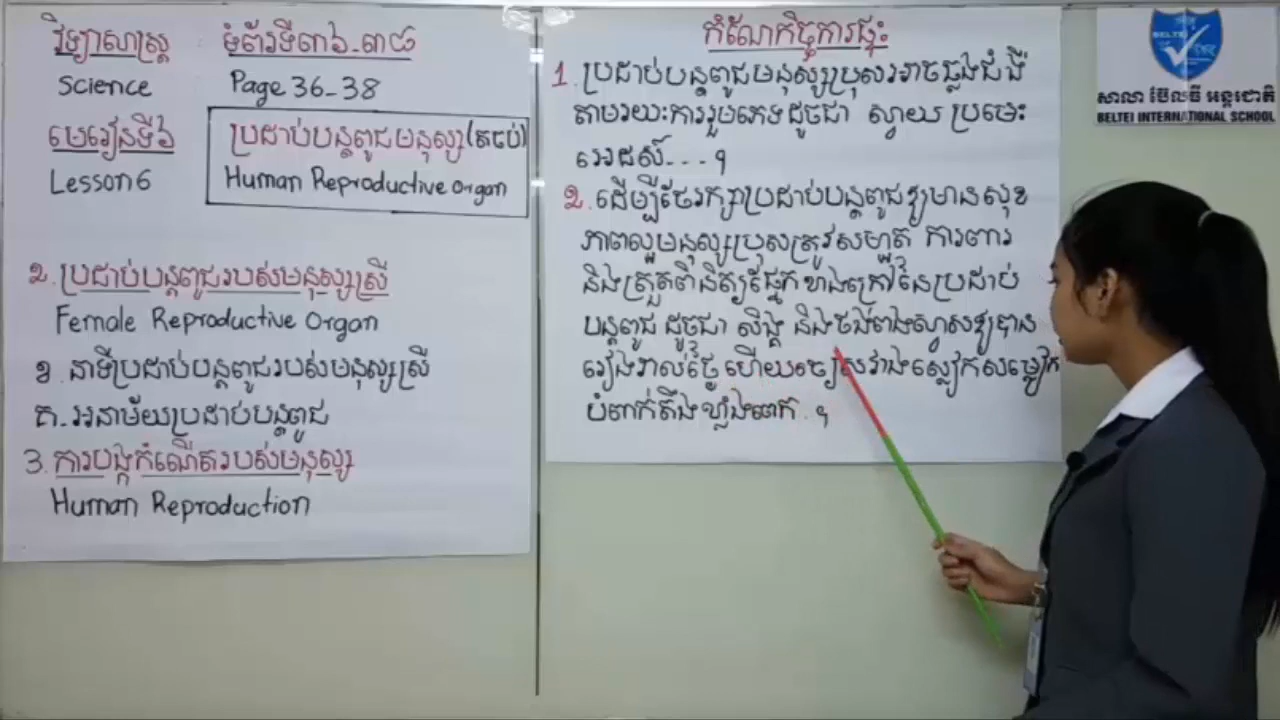 វិទ្យាសាស្ត្រ ទំព័រទី៣៦-៣៨
Science Page 36-38
មេរៀនទី៦ ប្រដាប់បន្តពូជមនុស្ស(តចប់)
Lesson 6 Human Reproductive organ
២. ប្រដាប់បន្តពូជរបស់មនុស្សស្រី
Female Reproductive Organ
ខ. នាទីប្រដាប់បន្តពូជរបស់មនុស្សស្រី
គ. អនាម័យប្រដាប់បន្តពូជ
3. ការបង្កកំណើតរបស់មនុស្ស
Human Reproduction
កំណែកិច្ចការផ្ទះ
1. ប្រដាប់បន្តពូជមនុស្សប្រុសអាចឆ្លងជំងឺ
តាមរយៈការរួមភេទដូចជា ស្វាយ ប្រមេះ
អេដស៍...។
2. ដើម្បីថែរក្សាប្រដាប់បន្តពូជឲ្យមានសុខ
ភាពល្អមនុស្សប្រុសត្រូវសម្អាត ការពារ
និងត្រួតពិនិត្យផ្នែកខាងក្រៅនៃប្រដាប់
បន្តពូជ ដូចជា លិង្គ និងថង់ពងស្វាសឲ្យបាន
រៀងរាល់ថ្ងៃ ហើយចៀសវាងស្លៀកសម្លៀក
បំពាក់តឹងខ្លាំងពេក ។
BELTEI
សាលា ប៊ែលធី អន្តរជាតិ
BELTEI INTERNATIONAL SCHOOL